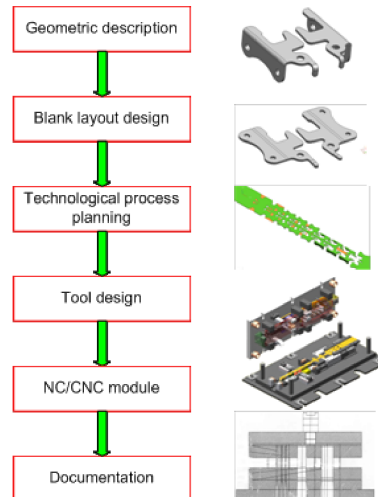 Geometric description
Blank layout design
Technological process
planning
Tool design
NC/CNC module
Documentation